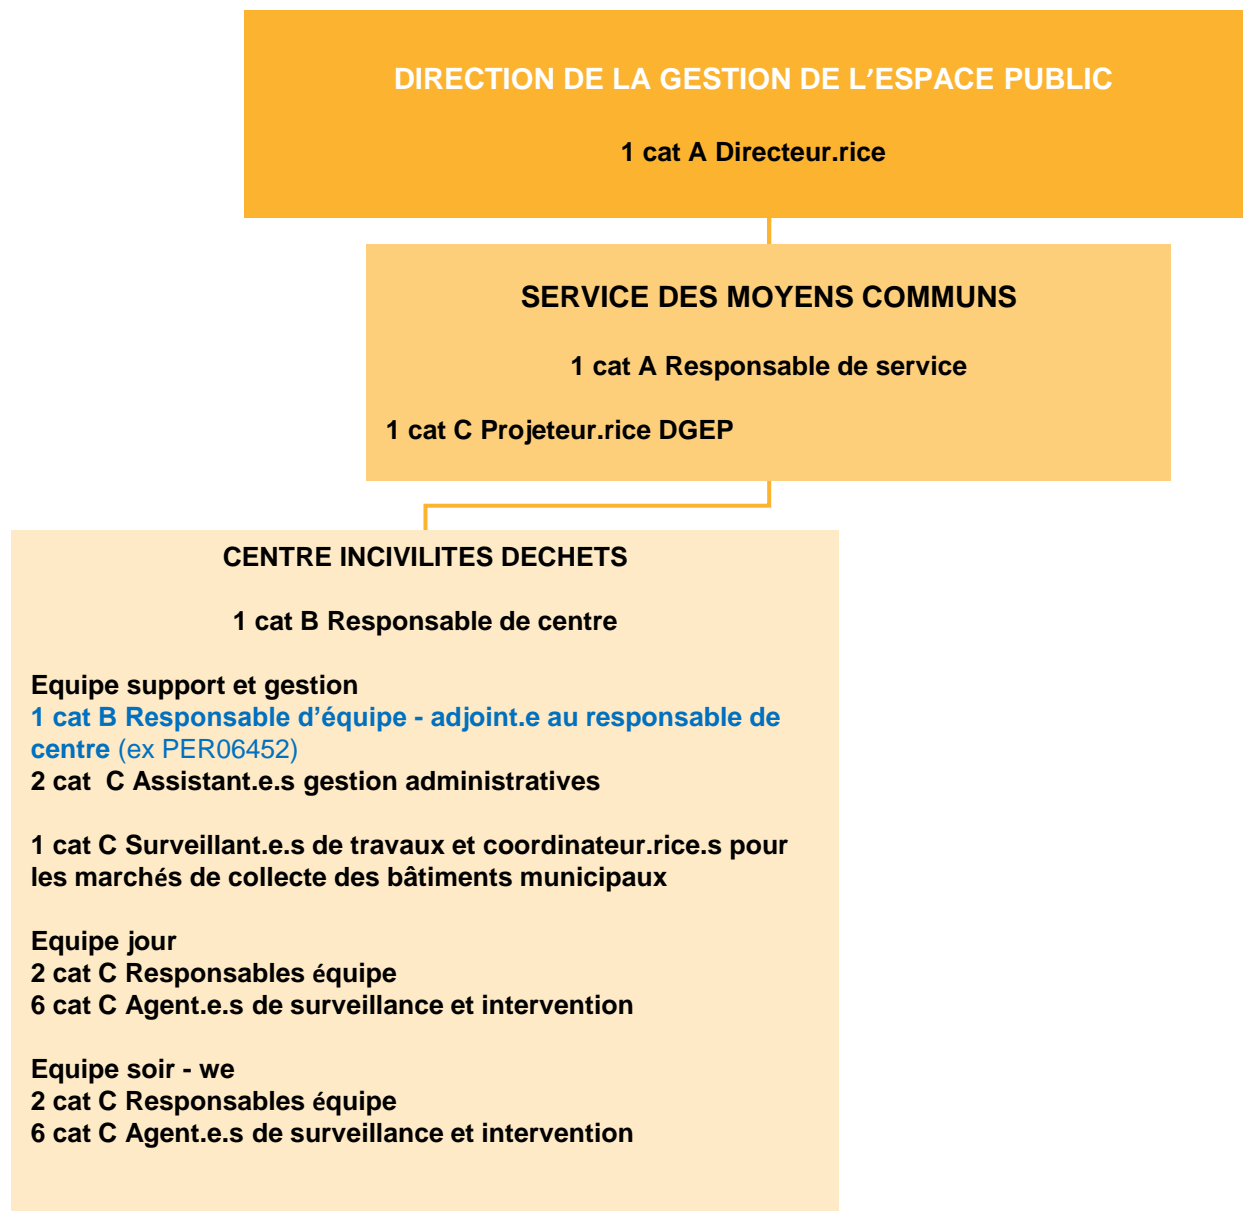 DIRECTION DE LA GESTION DE L’ESPACE PUBLIC
1 cat A Directeur.rice
SERVICE DES MOYENS COMMUNS
1 cat A Responsable de service
1 cat C Projeteur.rice DGEP
CENTRE INCIVILITES DECHETS
1 cat B Responsable de centre
Equipe support et gestion
1 cat B Responsable d’équipe - adjoint.e au responsable de
centre (ex PER06452)
2 cat  C Assistant.e.s gestion administratives
1 cat C Surveillant.e.s de travaux et coordinateur.rice.s pour
les marchés de collecte des bâtiments municipaux
Equipe jour
2 cat C Responsables équipe
6 cat C Agent.e.s de surveillance et intervention
Equipe soir - we
2 cat C Responsables équipe
6 cat C Agent.e.s de surveillance et intervention